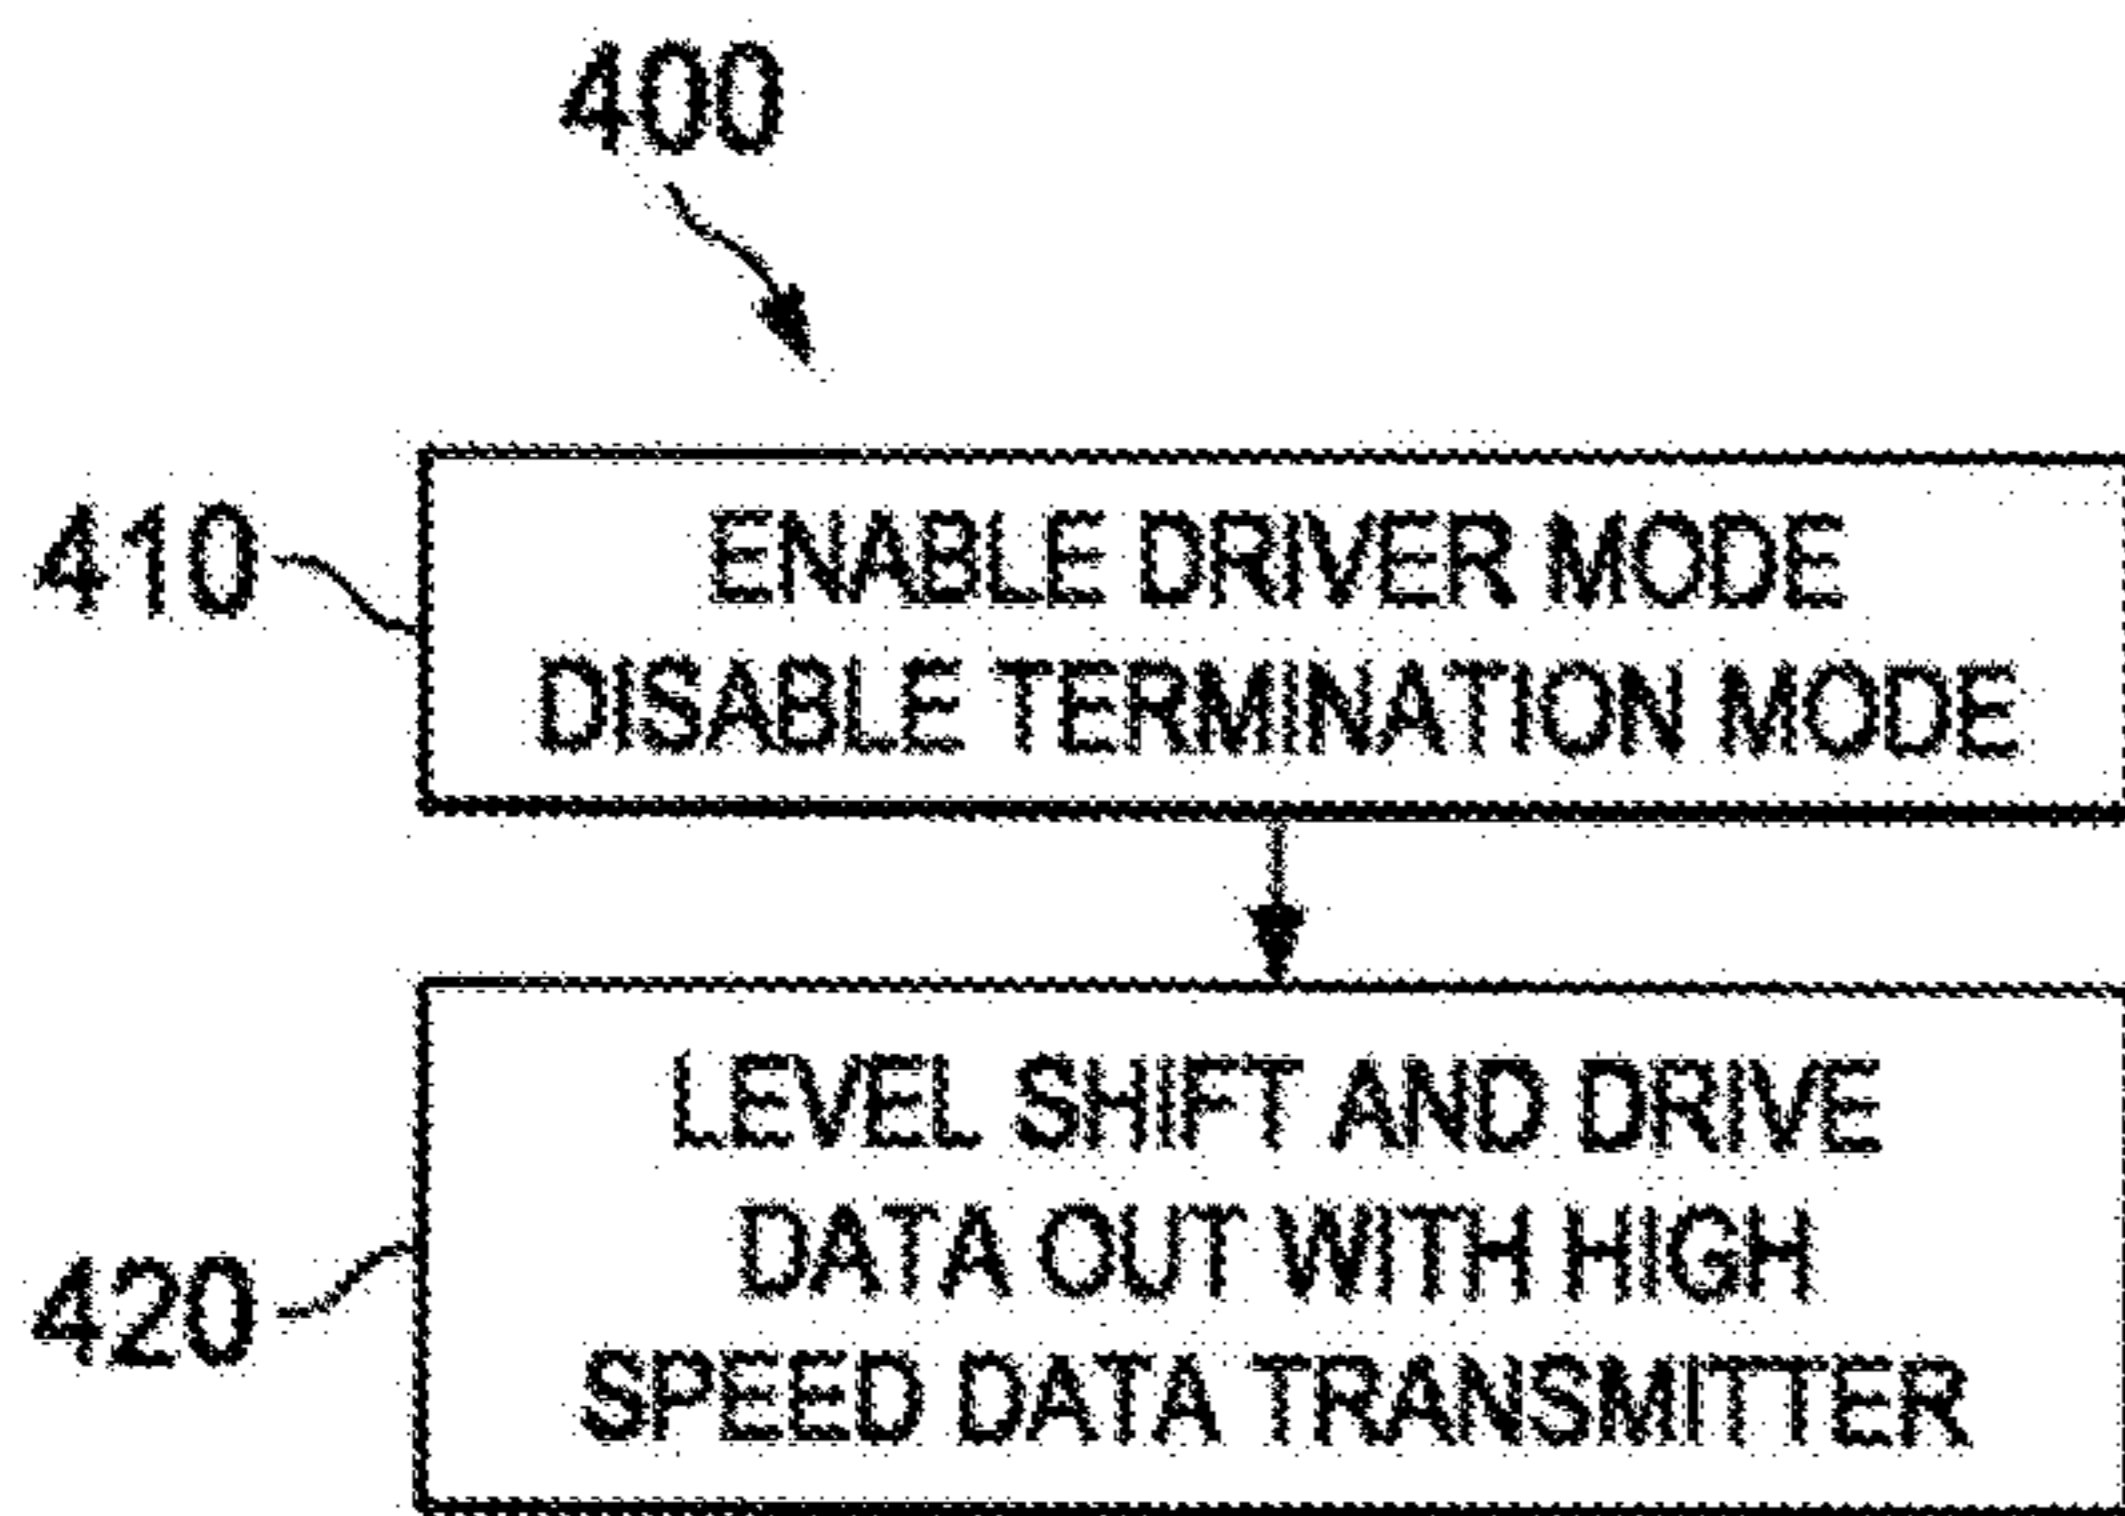 400
410
ENABLE DRIVER MODE
DISABLE TERMINATION MODE
420
LEVEL SHIFT AND DRIVE
DATA OUT WITH HIGH
SPEED DATA TRANSMITTER